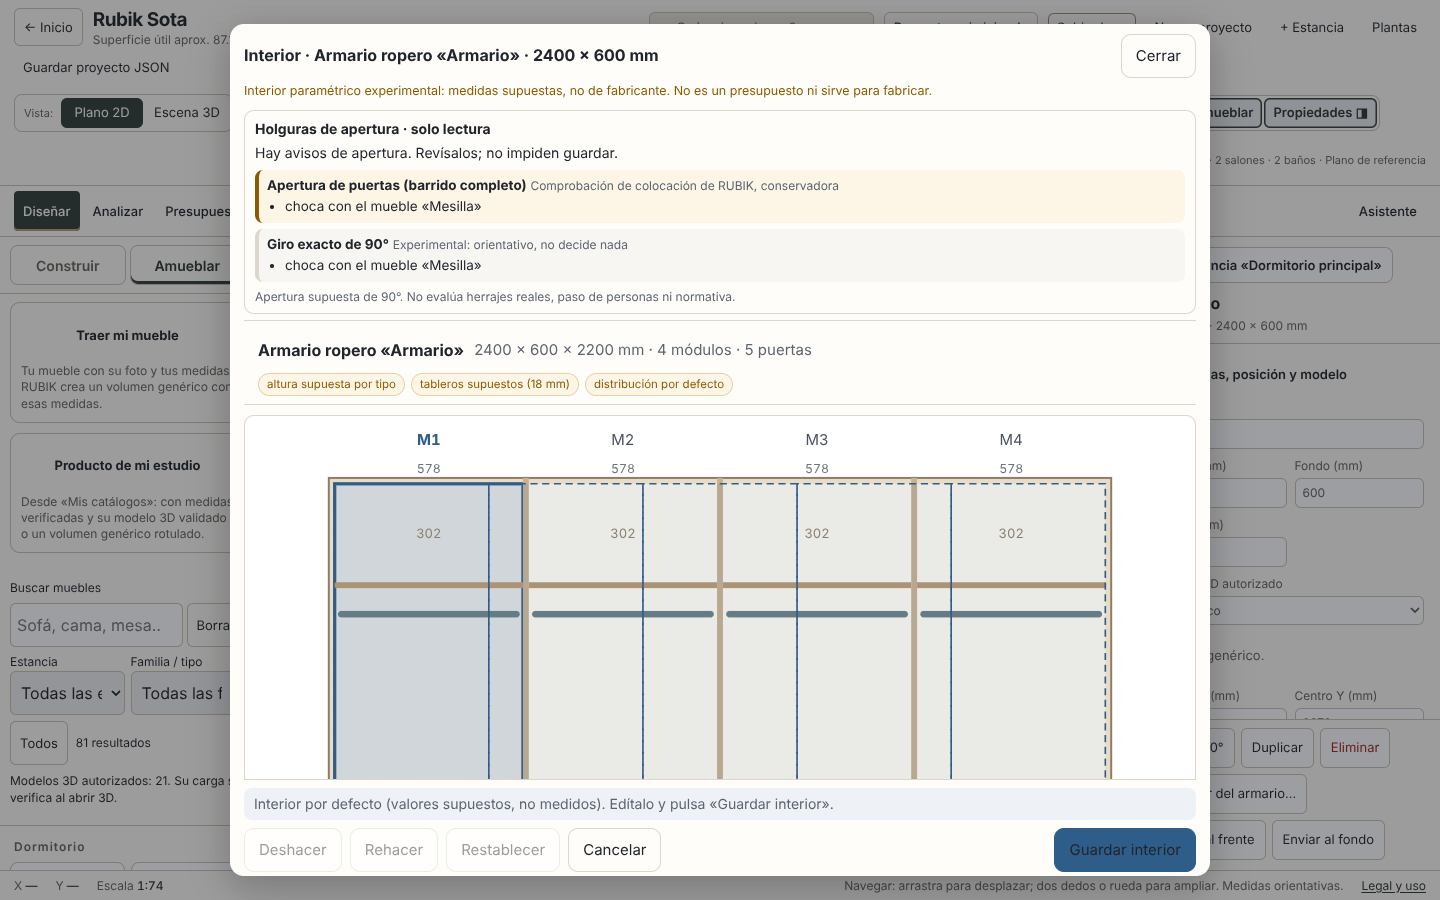 ← Inicio
Rubik Sota
Superficie útil aprox. 87.
royecto
+ Estancia
Plantas
Guardar proyecto JSON
Vista:
Plano 2D
Escena 3D
ueblar
Propiedades
· 2 salones · 2 baños · Plano de referencia
Diseñar
Analizar
Presupues
Asistente
Construir
Amueblar
ncia «Dormitorio principal»
Traer mi mueble
Tu mueble con su foto y tus medidas
RUBIK crea un volumen genérico con
esas medidas.
Producto de mi estudio
Desde «Mis catálogos»: con medidas
verificadas y su modelo 3D validado
o un volumen genérico rotulado.
Buscar muebles
Sofá, cama, mesa..
Borra
Estancia
Familia / tipo
Todas las e
Todas las f
Todos
81 resultados
Modelos 3D autorizados: 21. Su carga s
verifica al abrir 3D.
Dormitorio
Interior · Armario ropero «Armario» · 2400 × 600 mm
Cerrar
Interior paramétrico experimental: medidas supuestas, no de fabricante. No es un presupuesto ni sirve para fabricar.
Holguras de apertura · solo lectura
Hay avisos de apertura. Revísalos; no impiden guardar.
Apertura de puertas (barrido completo) Comprobación de colocación de RUBIK, conservadora
• choca con el mueble «Mesilla»
Giro exacto de 90° Experimental: orientativo, no decide nada
• choca con el mueble «Mesilla»
Apertura supuesta de 90°. No evalúa herrajes reales, paso de personas ni normativa.
Armario ropero «Armario» 2400 × 600 × 2200 mm · 4 módulos · 5 puertas
altura supuesta por tipo
tableros supuestos (18 mm)
distribución por defecto
M1
M2
M3
M4
578
578
578
578
302
302
302
302
Interior por defecto (valores supuestos, no medidos). Edítalo y pulsa «Guardar interior».
Deshacer
Rehacer
Restablecer
Cancelar
Guardar interior
o
· 2400 × 600 mm
as, posición y modelo
m)
Fondo (mm)
600
m)
D autorizado
co
genérico.
(mm)
Centro Y (mm)
0°
Duplicar
Eliminar
r del armario...
l frente
Enviar al fondo
X —
Y —
Escala 1:74
Navegar: arrastra para desplazar; dos dedos o rueda para ampliar. Medidas orientativas.
Legal y uso